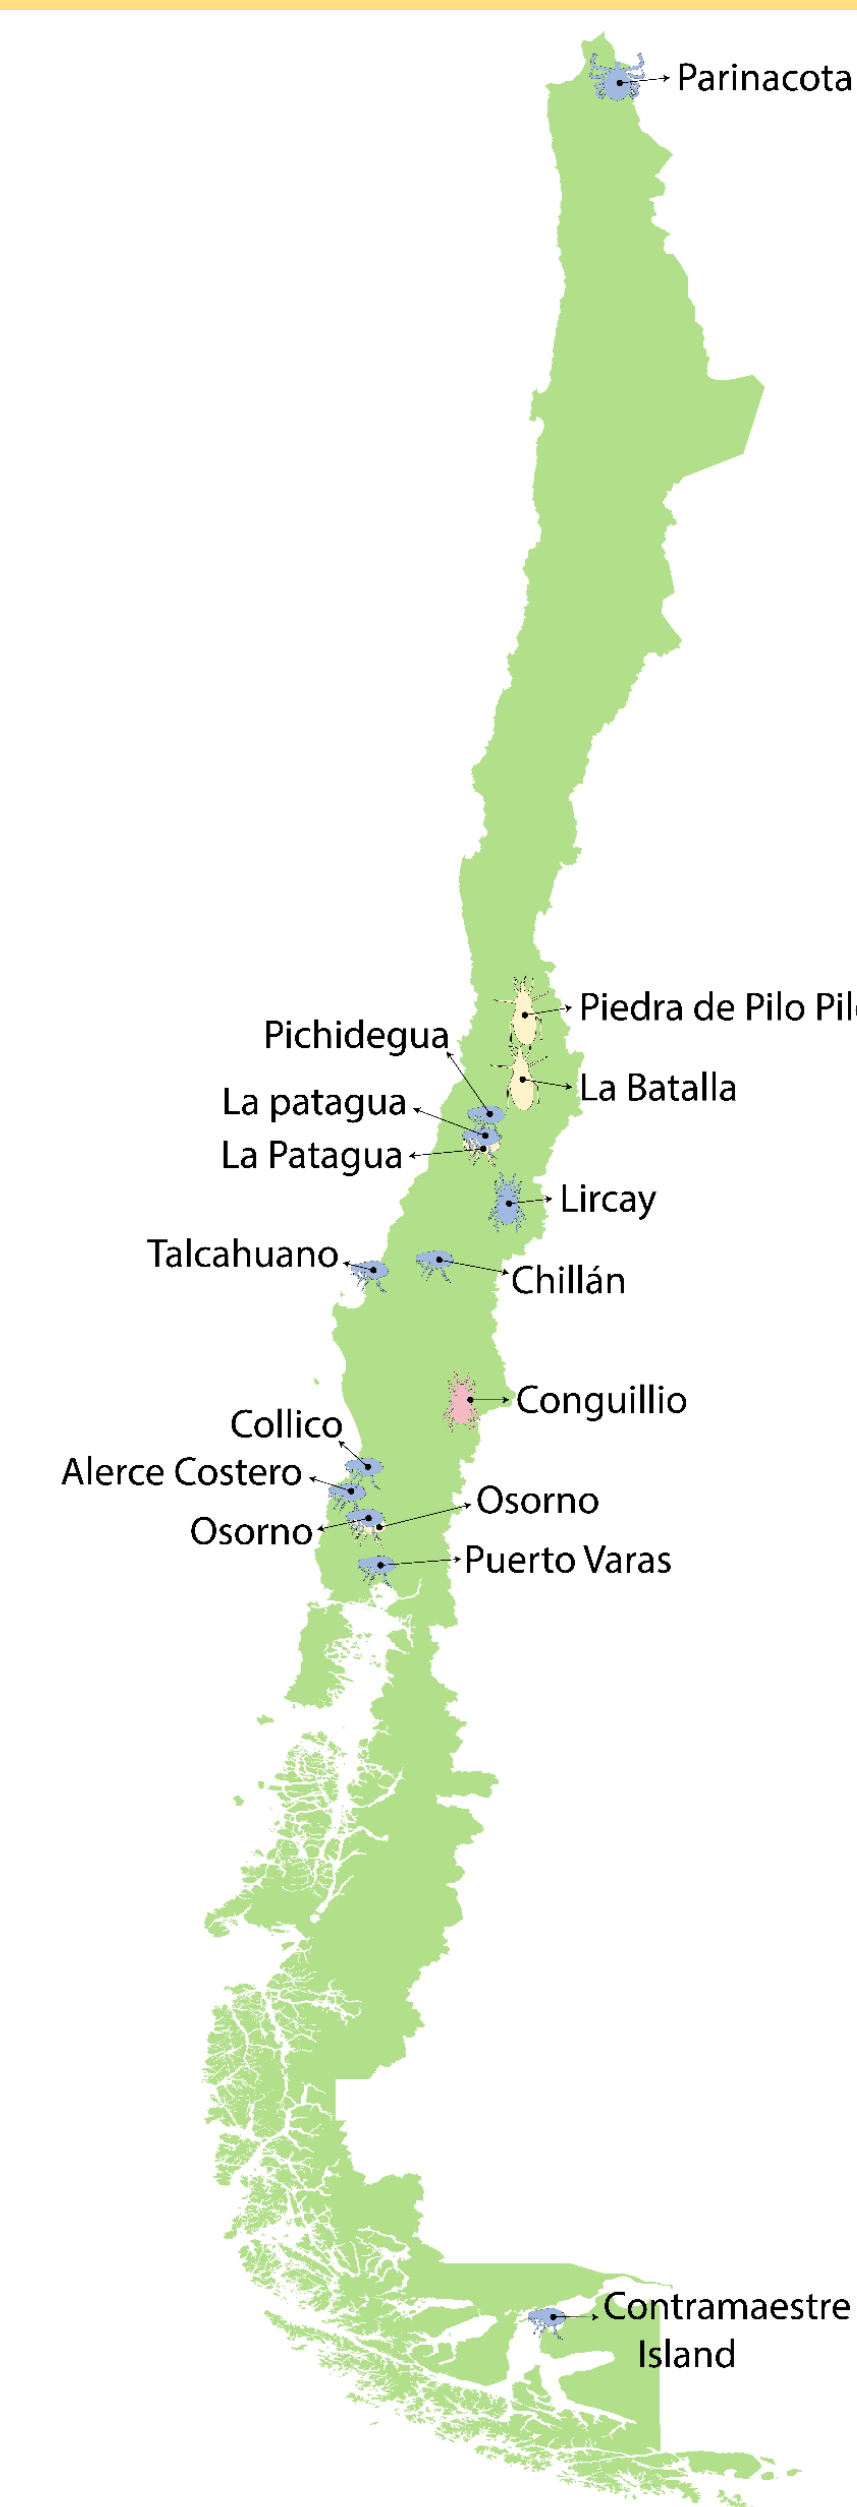 Parinacota
Piedra de Pilo
Pichidegua
La Batalla
La patagua
La Patagua
Lircay
Talcahuano
Chillán
Conguillio
Collico
Alerce Costero
Osorno
Osorno
Puerto Varas
Contramaestre
Island